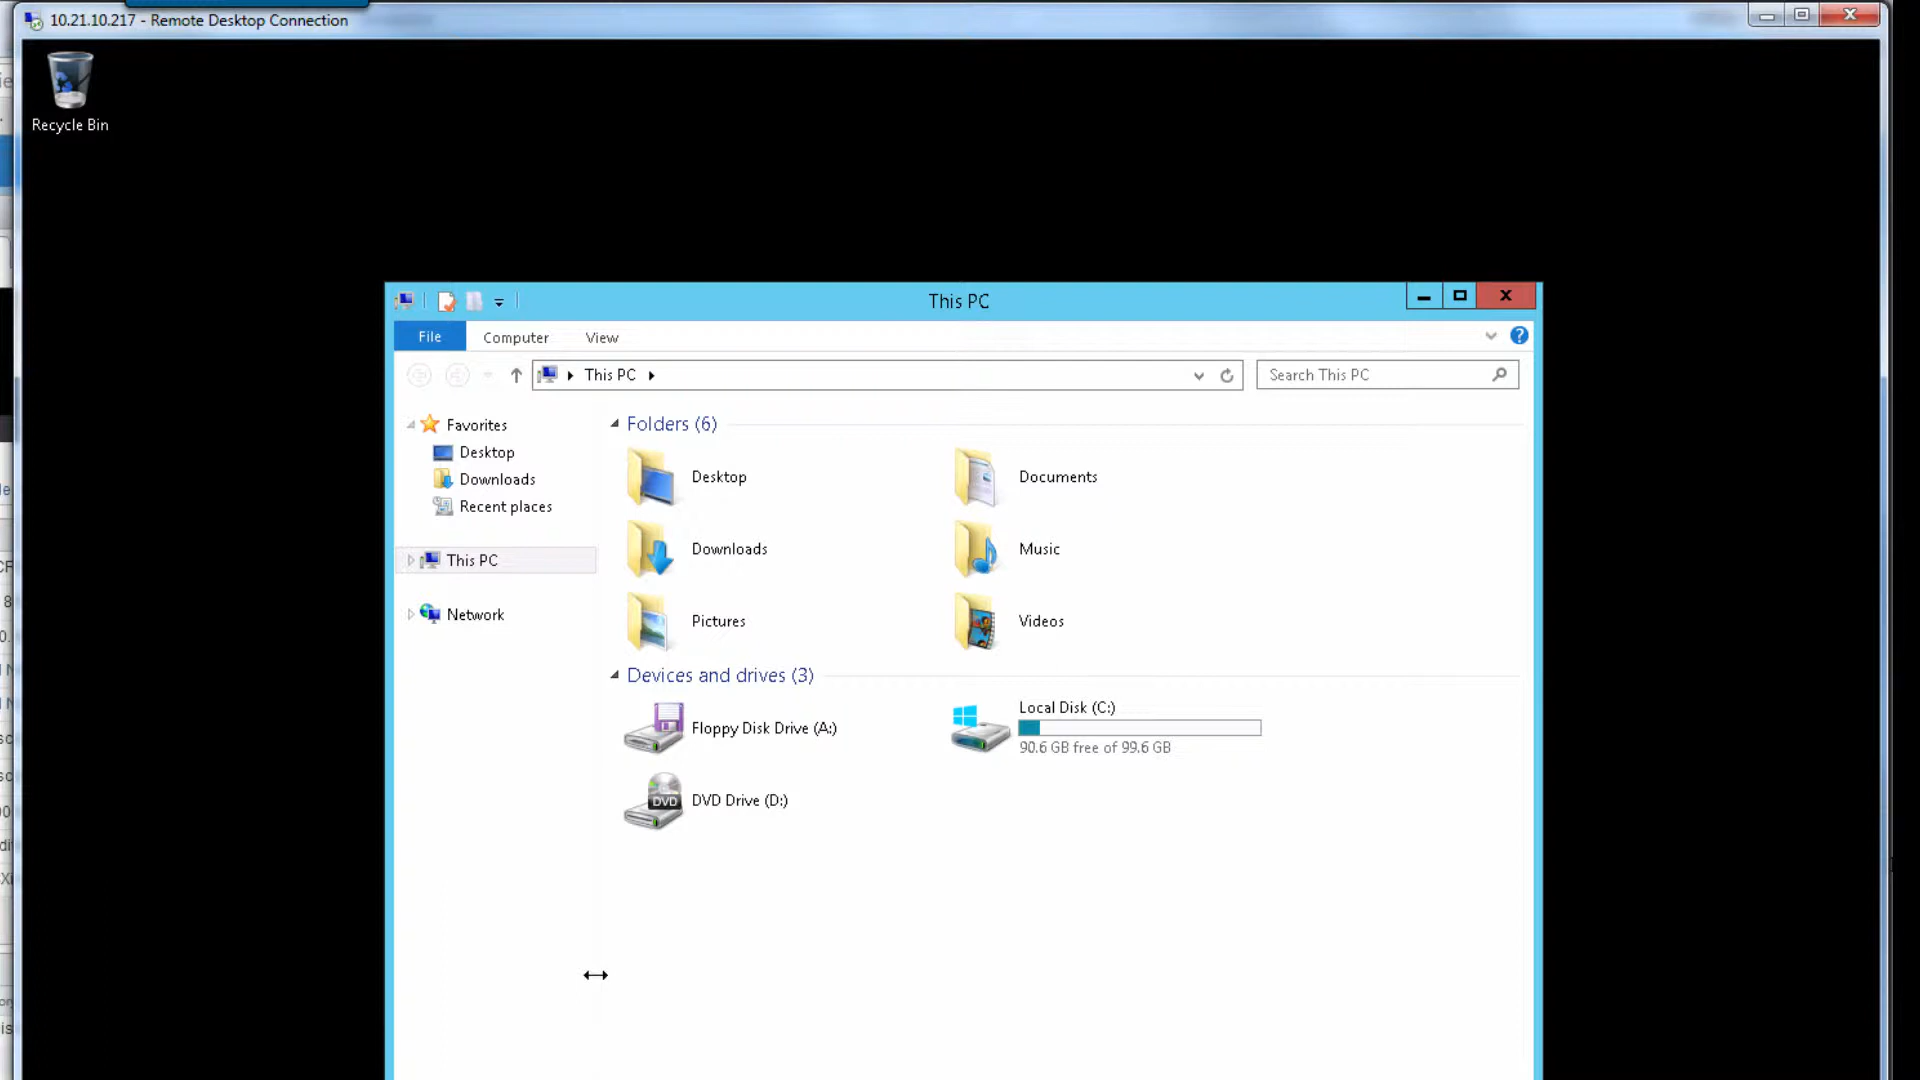 10.21.10.217 - Remote Desktop Connection
Recycle Bin
This PC
File Computer View
This PC
Search This PC
Favorites
Desktop
Downloads
Recent places
This PC
Network
Folders (6)
Desktop
Documents
Downloads
Music
Pictures
Videos
Devices and drives (3)
Floppy Disk Drive (A:)
Local Disk (C:)
90.6 GB free of 99.6 GB
DVD
DVD Drive (D:)